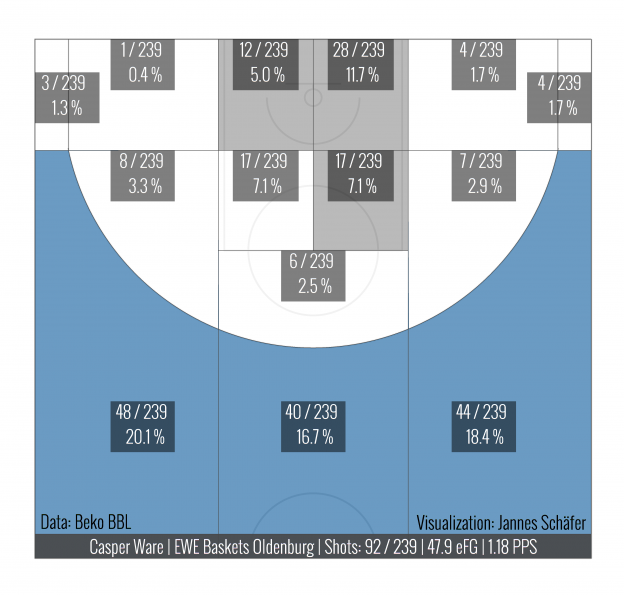 1 / 239
0.4 %
12 / 239
5.0 %
28 / 239
11.7 %
4 / 239
1.7 %
3 / 239
1.3 %
4 / 239
1.7 %
8 / 239
3.3 %
17 / 239
7.1 %
17 / 239
7.1 %
7 / 239
2.9 %
6 / 239
2.5 %
48 / 239
20.1 %
40 / 239
16.7 %
44 / 239
18.4 %
Data: Beko BBL
Visualization: Jannes Schäfer
Casper Ware | EWE Baskets Oldenburg | Shots: 92 / 239 | 47.9 eFG | 1.18 PPS